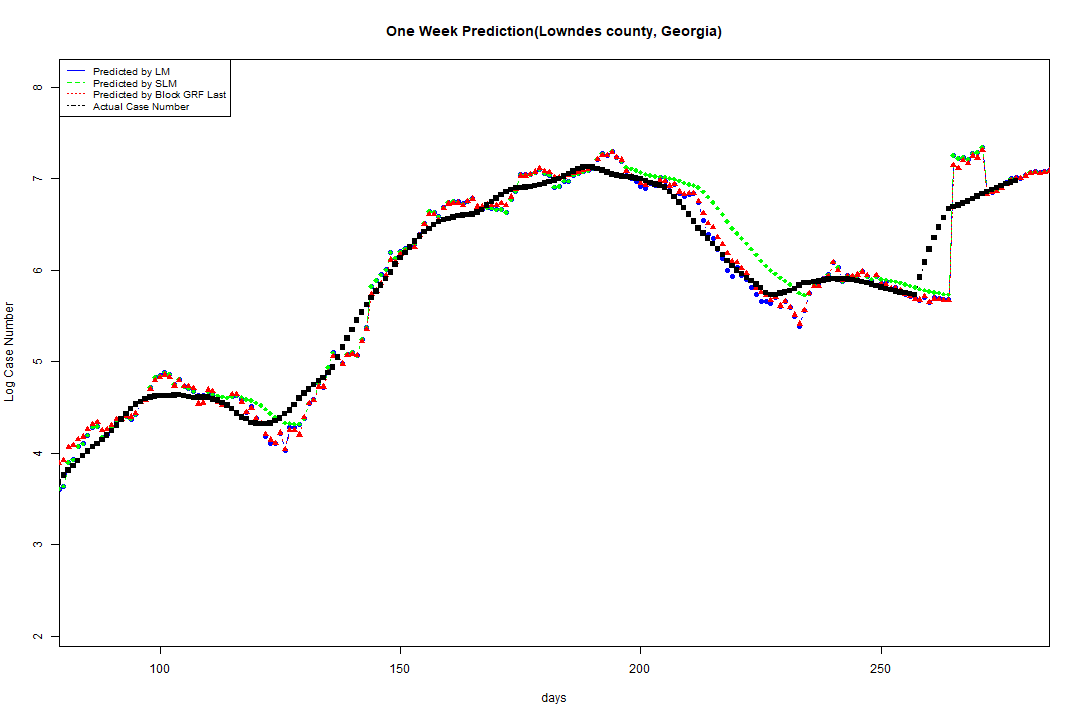 One Week Prediction(Lowndes county, Georgia)
Predicted by LM
Predicted by SLM
Predicted by Block GRF Last
Actual Case Number
8
7
6
5
4
3
2
Log Case Number
100 150 200 250
days